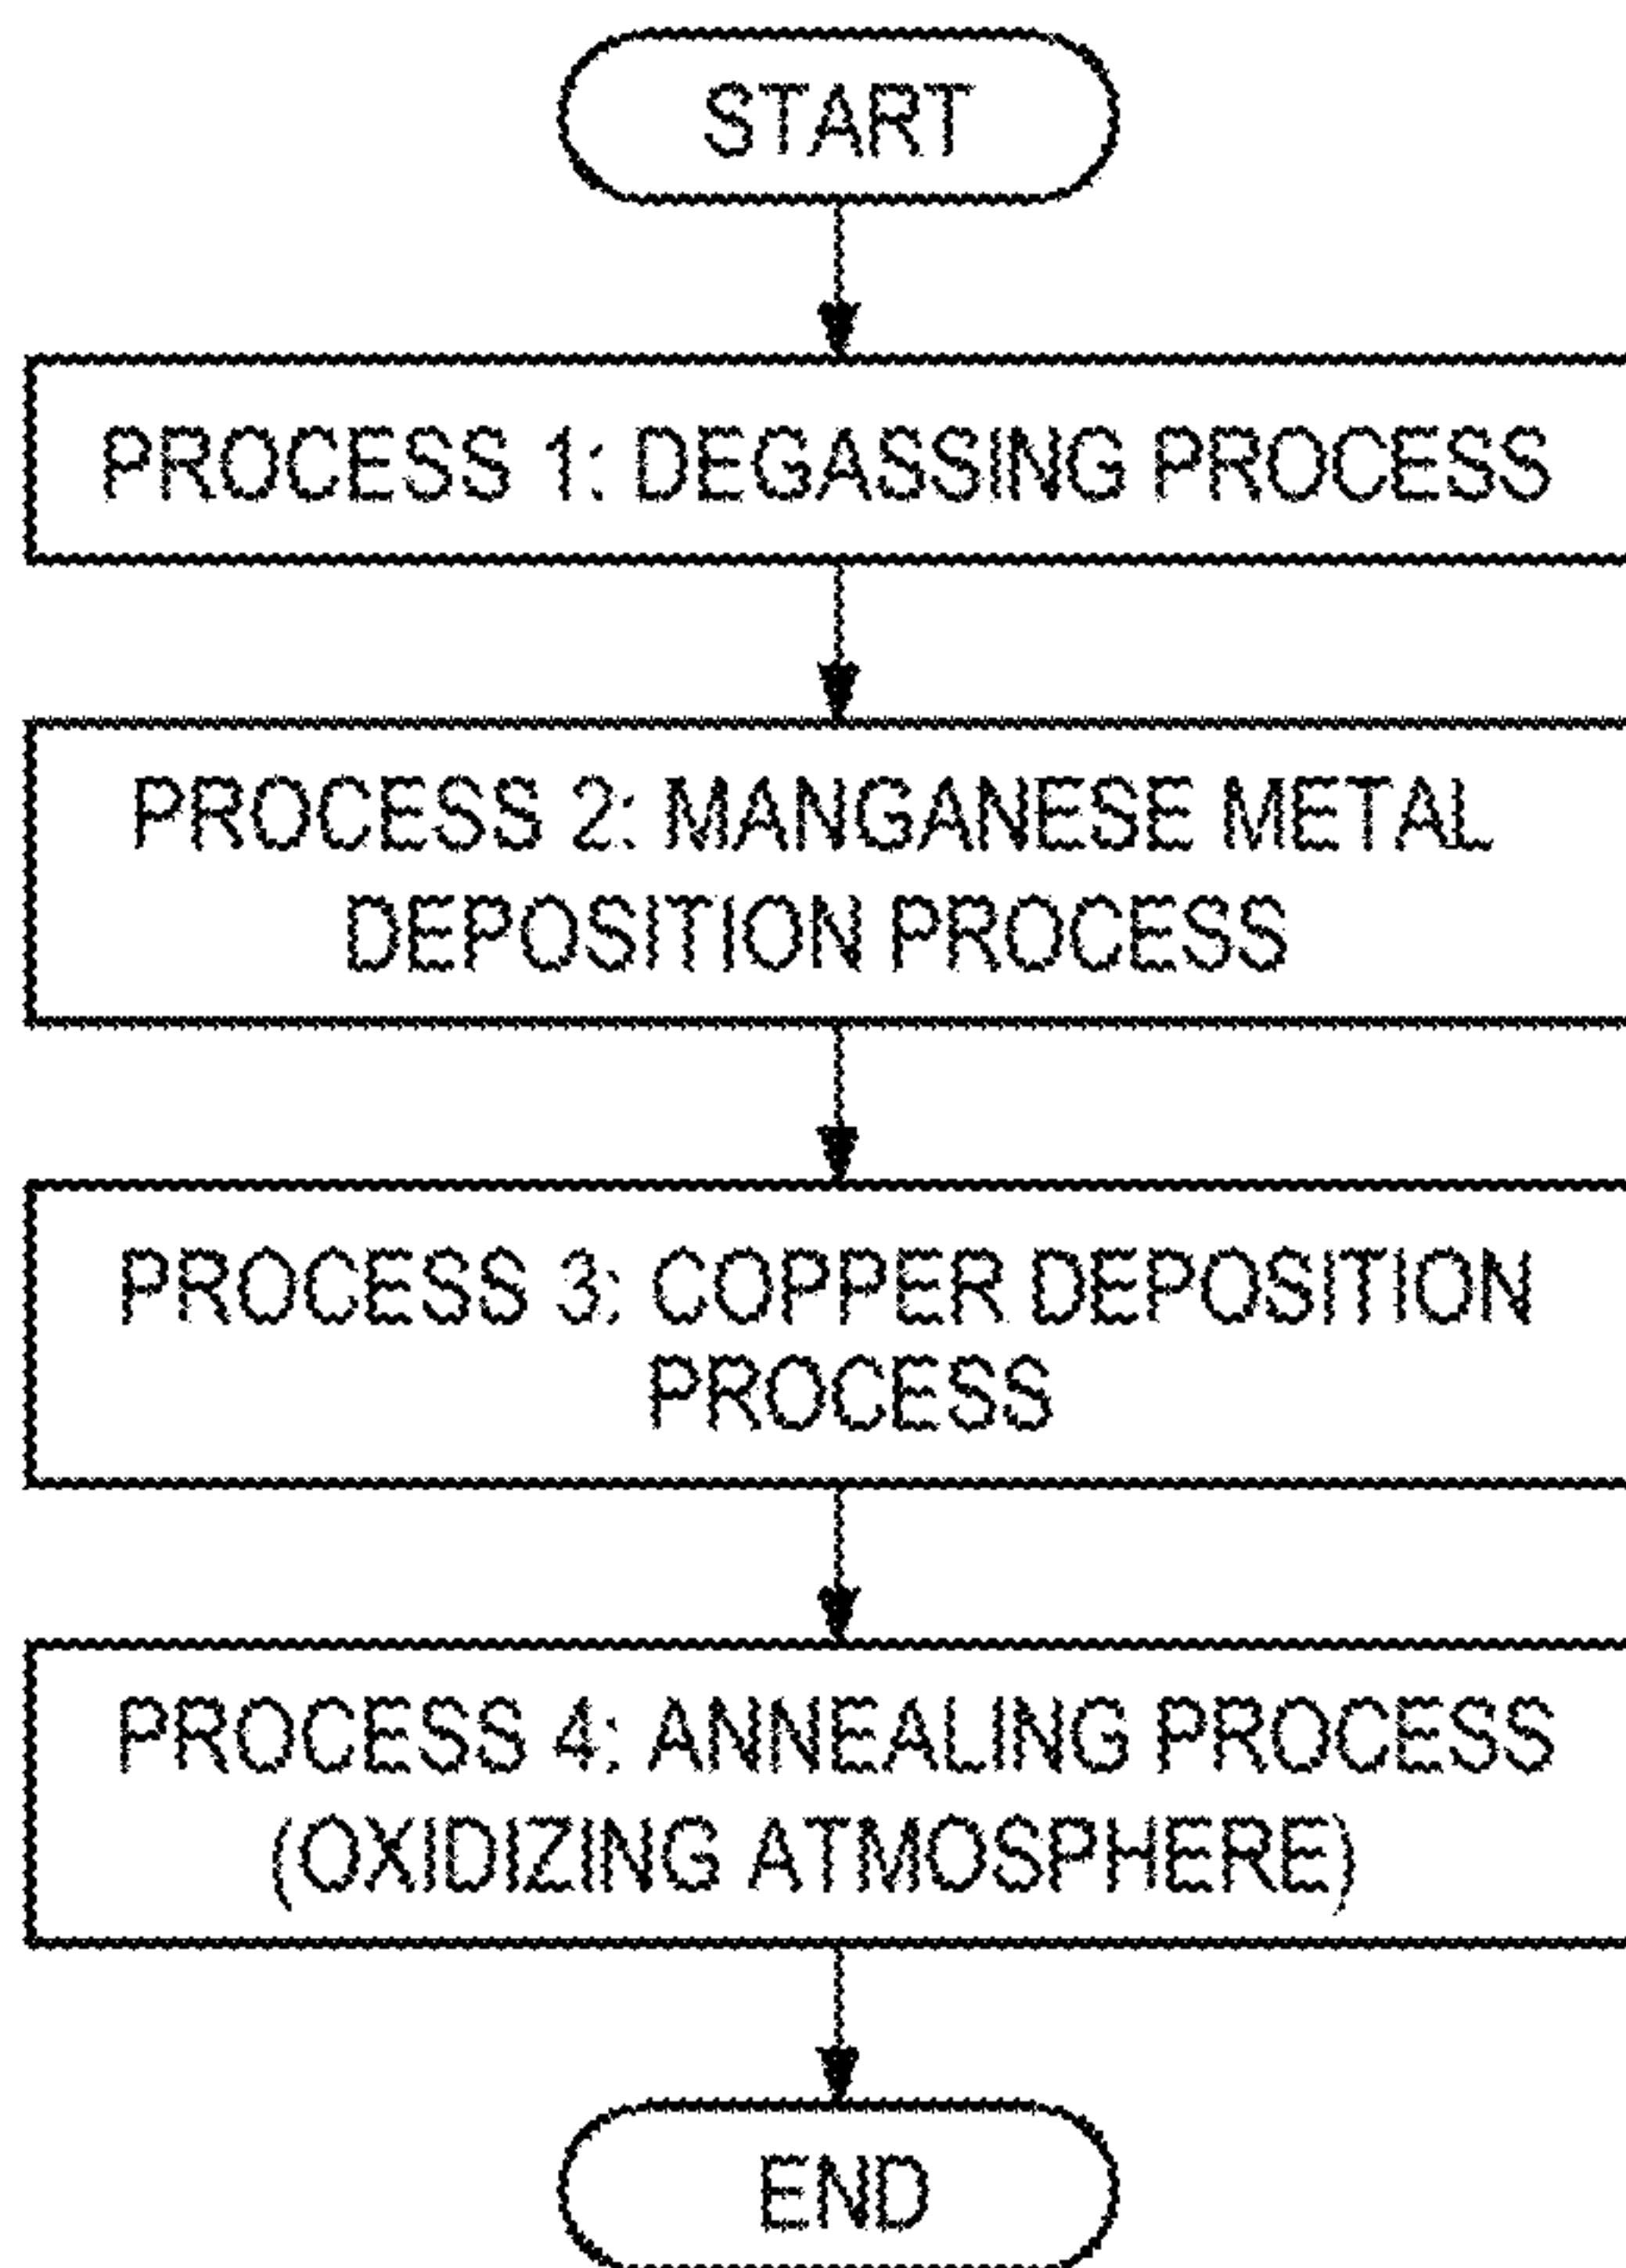 START
PROCESS 1: DEGASSING PROCESS
PROCESS 2: MANGANESE METAL
DEPOSITION PROCESS
PROCESS 3: COPPER DEPOSITION
PROCESS
PROCESS 4: ANNEALING PROCESS
(OXIDIZING ATMOSPHERE)
END